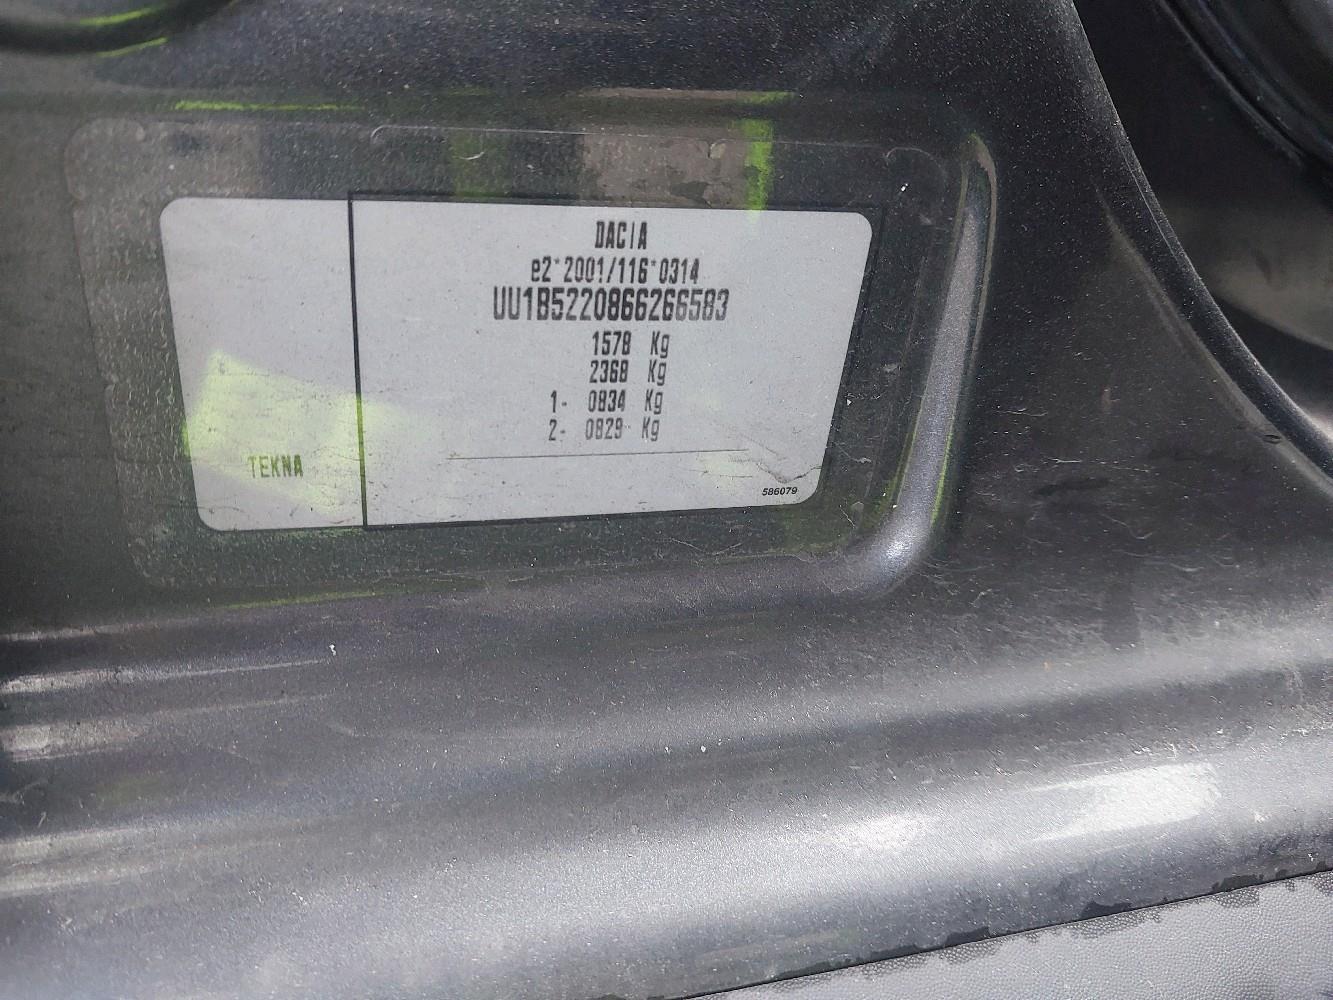 DACIA
e2*2001/116*0314
UU1B5220866266583
1578 Kg
2368 Kg
1- 0834 Kg
2- 0829 Kg
TEKNA
586079